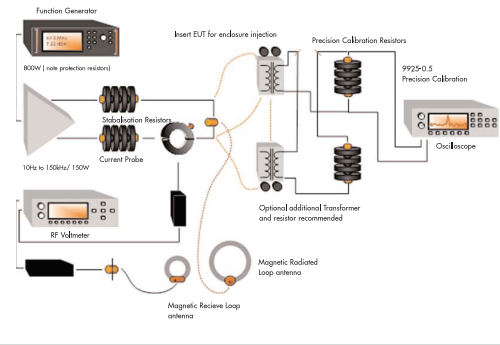 Function Generator
800W ( note protection resistors)
Stabalisation Resistors
Current Probe
10Hz to 150kHz/ 150W
RF Voltmeter
Insert EUT for enclosure injection
Precision Calibration Resistors
9925-0.5
Precision Calibration
Oscilloscope
Optional additional Transformer
and resistor recommended
Magnetic Radiated
Loop antenna
Magnetic Recieve Loop
antenna